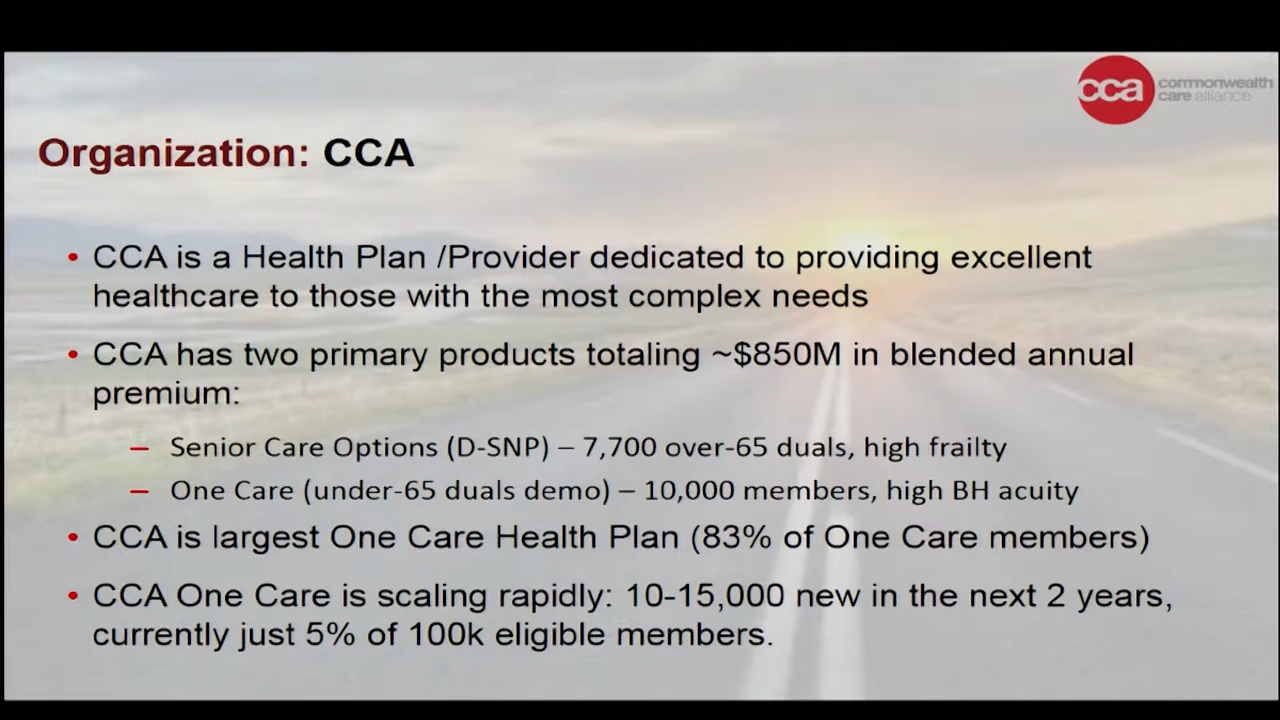 cca commonwealth
care alliance
Organization: CCA
• CCA is a Health Plan /Provider dedicated to providing excellent
healthcare to those with the most complex needs
• CCA has two primary products totaling ~$850M in blended annual
premium:
– Senior Care Options (D-SNP) – 7,700 over-65 duals, high frailty
– One Care (under-65 duals demo) – 10,000 members, high BH acuity
• CCA is largest One Care Health Plan (83% of One Care members)
• CCA One Care is scaling rapidly: 10-15,000 new in the next 2 years,
currently just 5% of 100k eligible members.